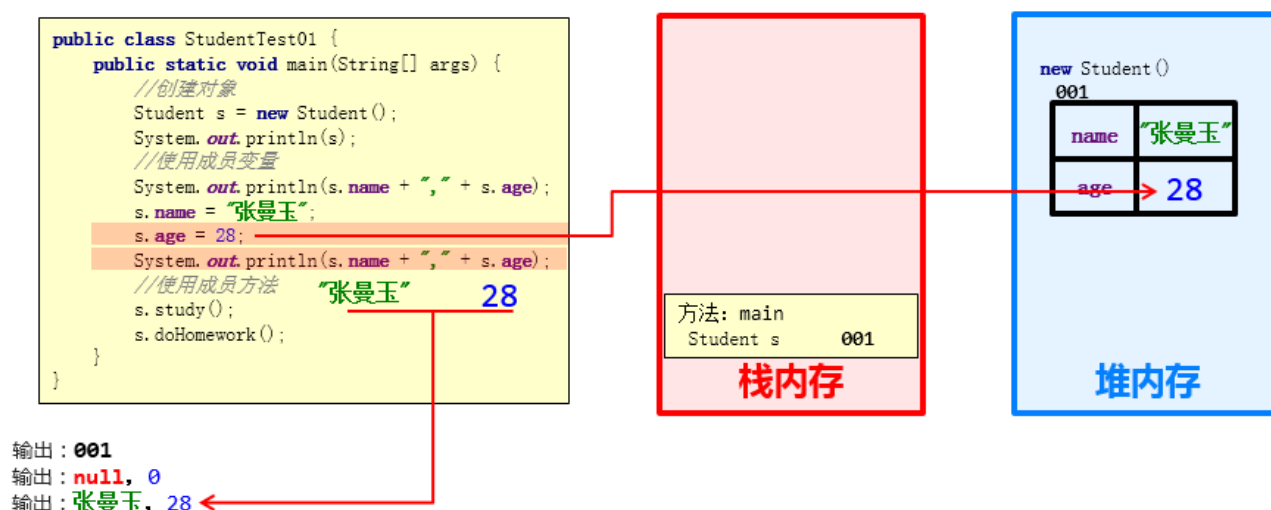 public class StudentTest01 {
public static void main(String[] args) {
//创建对象
Student s = new Student();
System.out.println(s);
//使用成员变量
System.out.println(s.name + "," + s.age);
s.name = "张曼玉";
s.age = 28;
System.out.println(s.name + "," + s.age);
//使用成员方法
"张曼玉" 28
s.study();
s.doHomework();
}
}
方法: main
Student s 001
栈内存
new Student()
001
name "张曼玉"
age 28
堆内存
输出：001
输出：null, 0
输出：张曼玉, 28